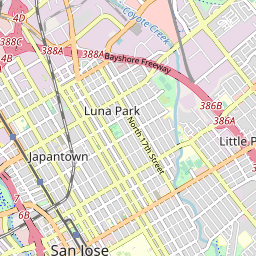 4D
388C
388A
388A
4B
Coyote Creek
Bayshore Freeway
Luna Park
386B
386A
North 17th Street
Little P
Japantown
7
6B
San Jose